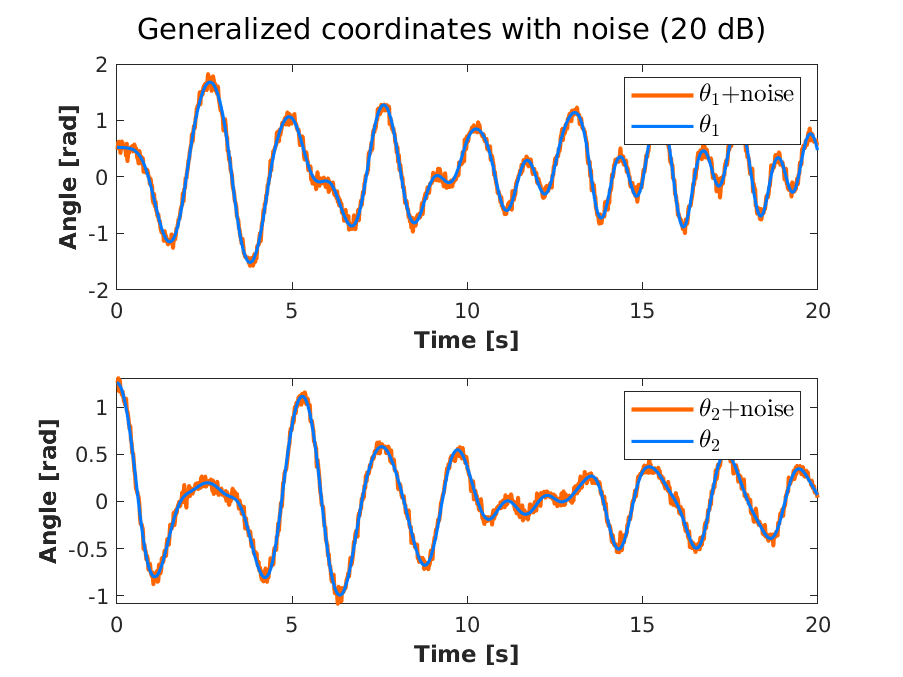 Generalized coordinates with noise (20 dB)
2
1
0
-1
-2
Angle [rad]
θ₁+noise
θ₁
0 5 10 15 20
Time [s]
1
0.5
0
-0.5
-1
Angle [rad]
θ₂+noise
θ₂
0 5 10 15 20
Time [s]